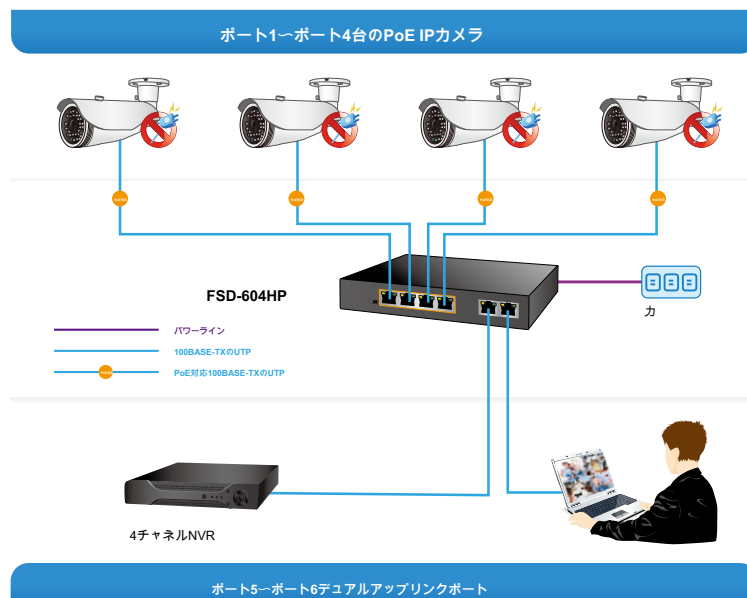 ポート1〜ポート4台のPoE IPカメラ
FSD-604HP
カ
パワーライン
100BASE-TXのUTP
PoE対応100BASE-TXのUTP
4チャネルNVR
ポート5〜ポート6デュアルアップリンクポート